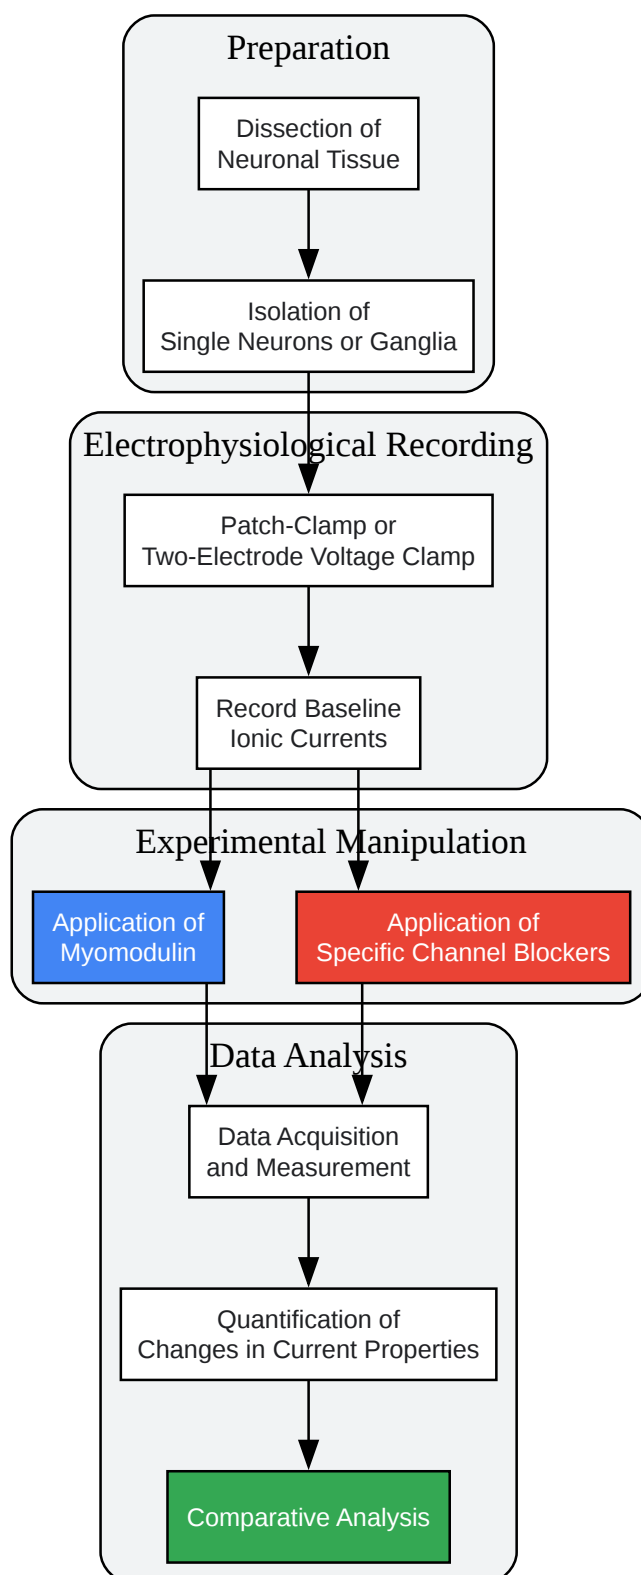 Preparation
Dissection of
Neuronal Tissue
Isolation of
Single Neurons or Ganglia
Electrophysiological Recording
Patch-Clamp or
Two-Electrode Voltage Clamp
Record Baseline
Ionic Currents
Experimental Manipulation
Application of
Myomodulin
Application of
Specific Channel Blockers
Data Analysis
Data Acquisition
and Measurement
Quantification of
Changes in Current Properties
Comparative Analysis